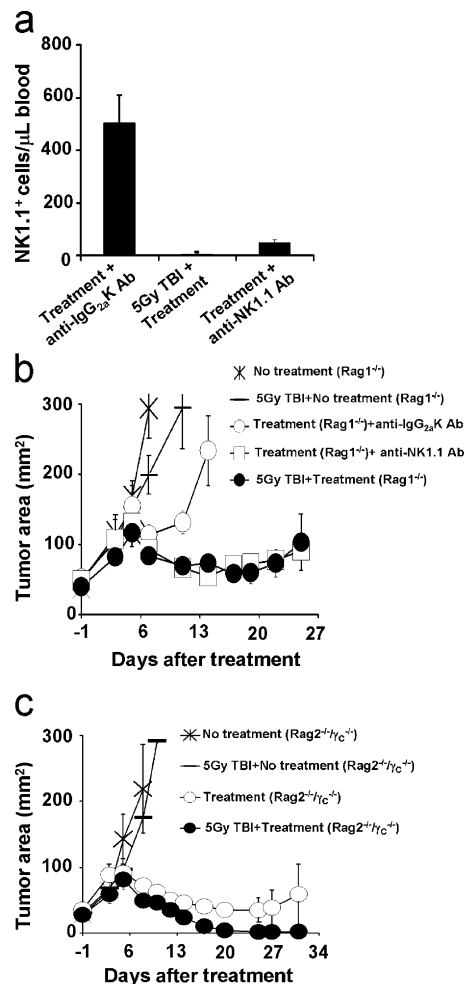 a
NK1.1+ cells/μL blood
800
600
400
200
0
Treatment + anti-IgG2aK Ab
5Gy TBI + Treatment
Treatment + anti-NK1.1 Ab
b
No treatment (Rag1-/-)
5Gy TBI+No treatment (Rag1-/-)
Treatment (Rag1-/-)+anti-IgG2aK Ab
Treatment (Rag1-/-)+ anti-NK1.1 Ab
5Gy TBI+Treatment (Rag1-/-)
Tumor area (mm2)
300
200
100
0
-1 6 13 20 27
Days after treatment
c
No treatment (Rag2-/-/γc-/-)
5Gy TBI+No treatment (Rag2-/-/γc-/-)
Treatment (Rag2-/-/γc-/-)
5Gy TBI+Treatment (Rag2-/-/γc-/-)
Tumor area (mm2)
300
200
100
0
-1 6 13 20 27 34
Days after treatment